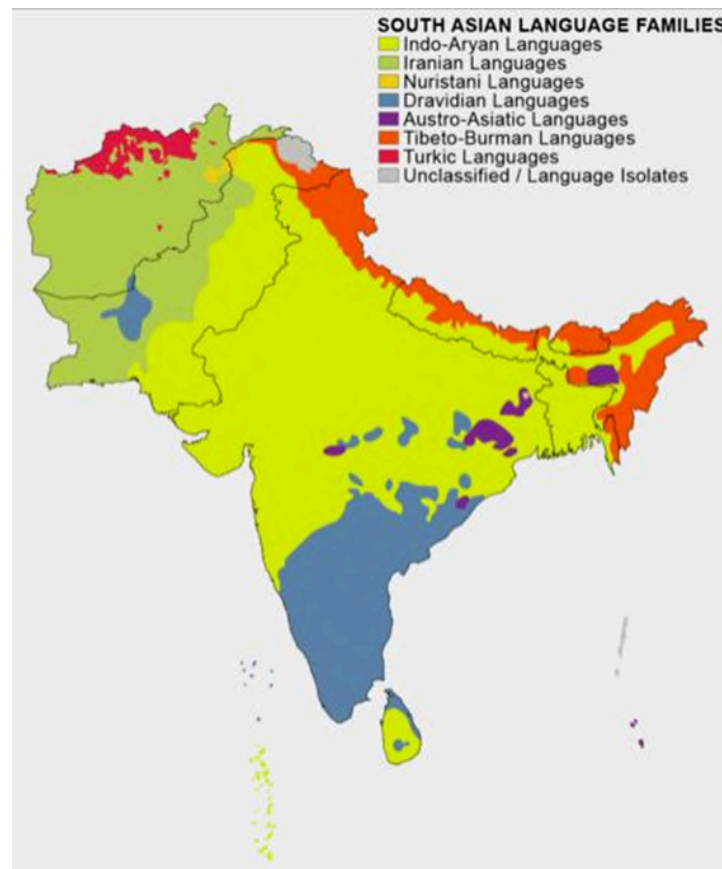 SOUTH ASIAN LANGUAGE FAMILIES
Indo-Aryan Languages
Iranian Languages
Nuristani Languages
Dravidian Languages
Austro-Asiatic Languages
Tibeto-Burman Languages
Turkic Languages
Unclassified / Language Isolates